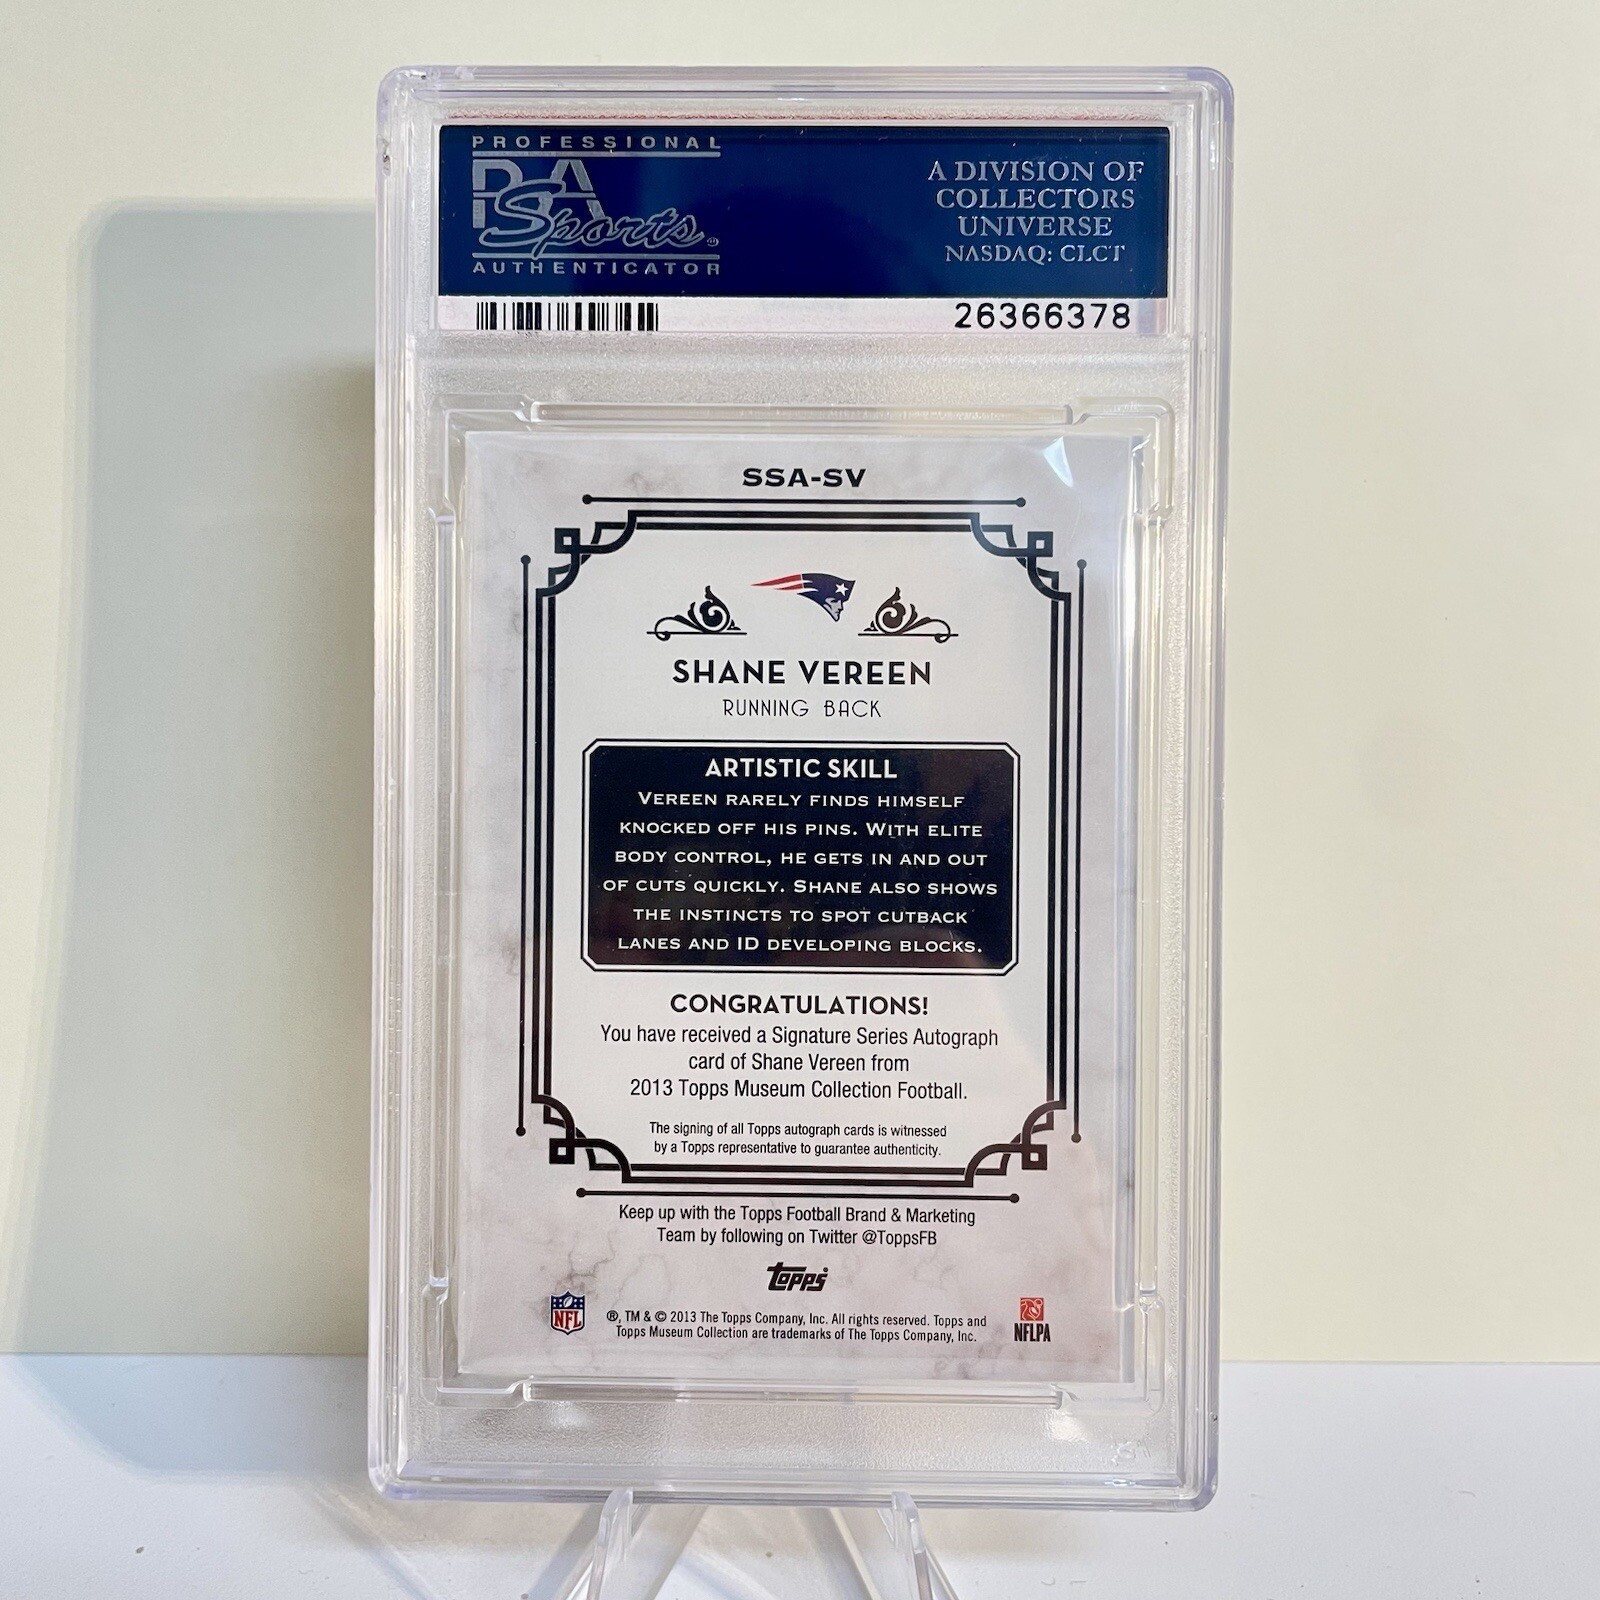 PROFESSIONAL
PSA
Sports
AUTHENTICATOR
A DIVISION OF
COLLECTORS
UNIVERSE
NASDAQ: CLCT
26366378
SSA-SV
SHANE VEREEN
RUNNING BACK
ARTISTIC SKILL
VEREEN RARELY FINDS HIMSELF
KNOCKED OFF HIS PINS. WITH ELITE
BODY CONTROL, HE GETS IN AND OUT
OF CUTS QUICKLY. SHANE ALSO SHOWS
THE INSTINCTS TO SPOT CUTBACK
LANES AND ID DEVELOPING BLOCKS.
CONGRATULATIONS!
You have received a Signature Series Autograph
card of Shane Vereen from
2013 Topps Museum Collection Football.
The signing of all Topps autograph cards is witnessed
by a Topps representative to guarantee authenticity.
Keep up with the Topps Football Brand & Marketing
Team by following on Twitter @ToppsFB
Topps
NFL
®, TM & © 2013 The Topps Company, Inc. All rights reserved. Topps and
Topps Museum Collection are trademarks of The Topps Company, Inc.
NFLPA